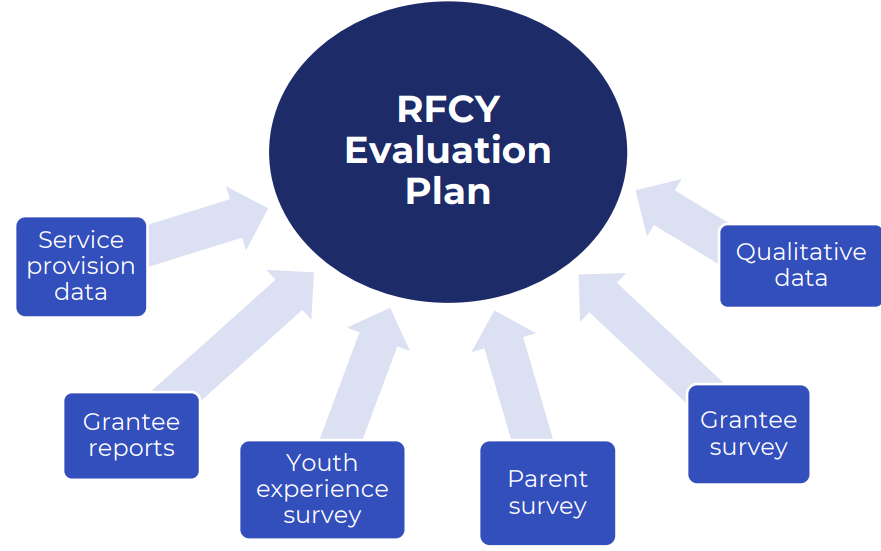 RFCY
Evaluation
Plan
Service
provision
data
Grantee
reports
Youth
experience
survey
Parent
survey
Grantee
survey
Qualitative
data